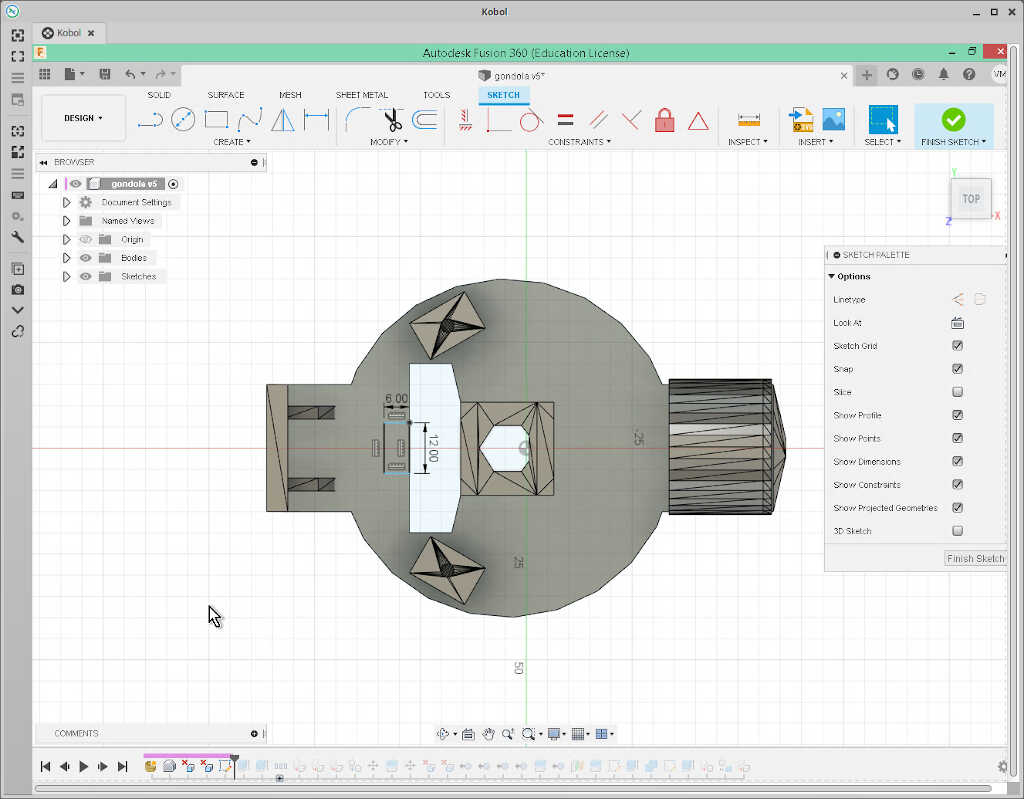 Kobol
Kobol
Autodesk Fusion 360 (Education License)
gondola v5*
VM
SOLID SURFACE MESH SHEET METAL TOOLS SKETCH
DESIGN
CREATE MODIFY CONSTRAINTS INSPECT INSERT SELECT FINISH SKETCH
BROWSER
gondola v5
Document Settings
Named Views
Origin
Bodies
Sketches
Y
TOP
X
Z
SKETCH PALETTE
Options
Linetype
Look At
Sketch Grid
Snap
Slice
Show Profile
Show Points
Show Dimensions
Show Constraints
Show Projected Geometries
3D Sketch
Finish Sketch
6.00
12.00
-25
25
50
COMMENTS